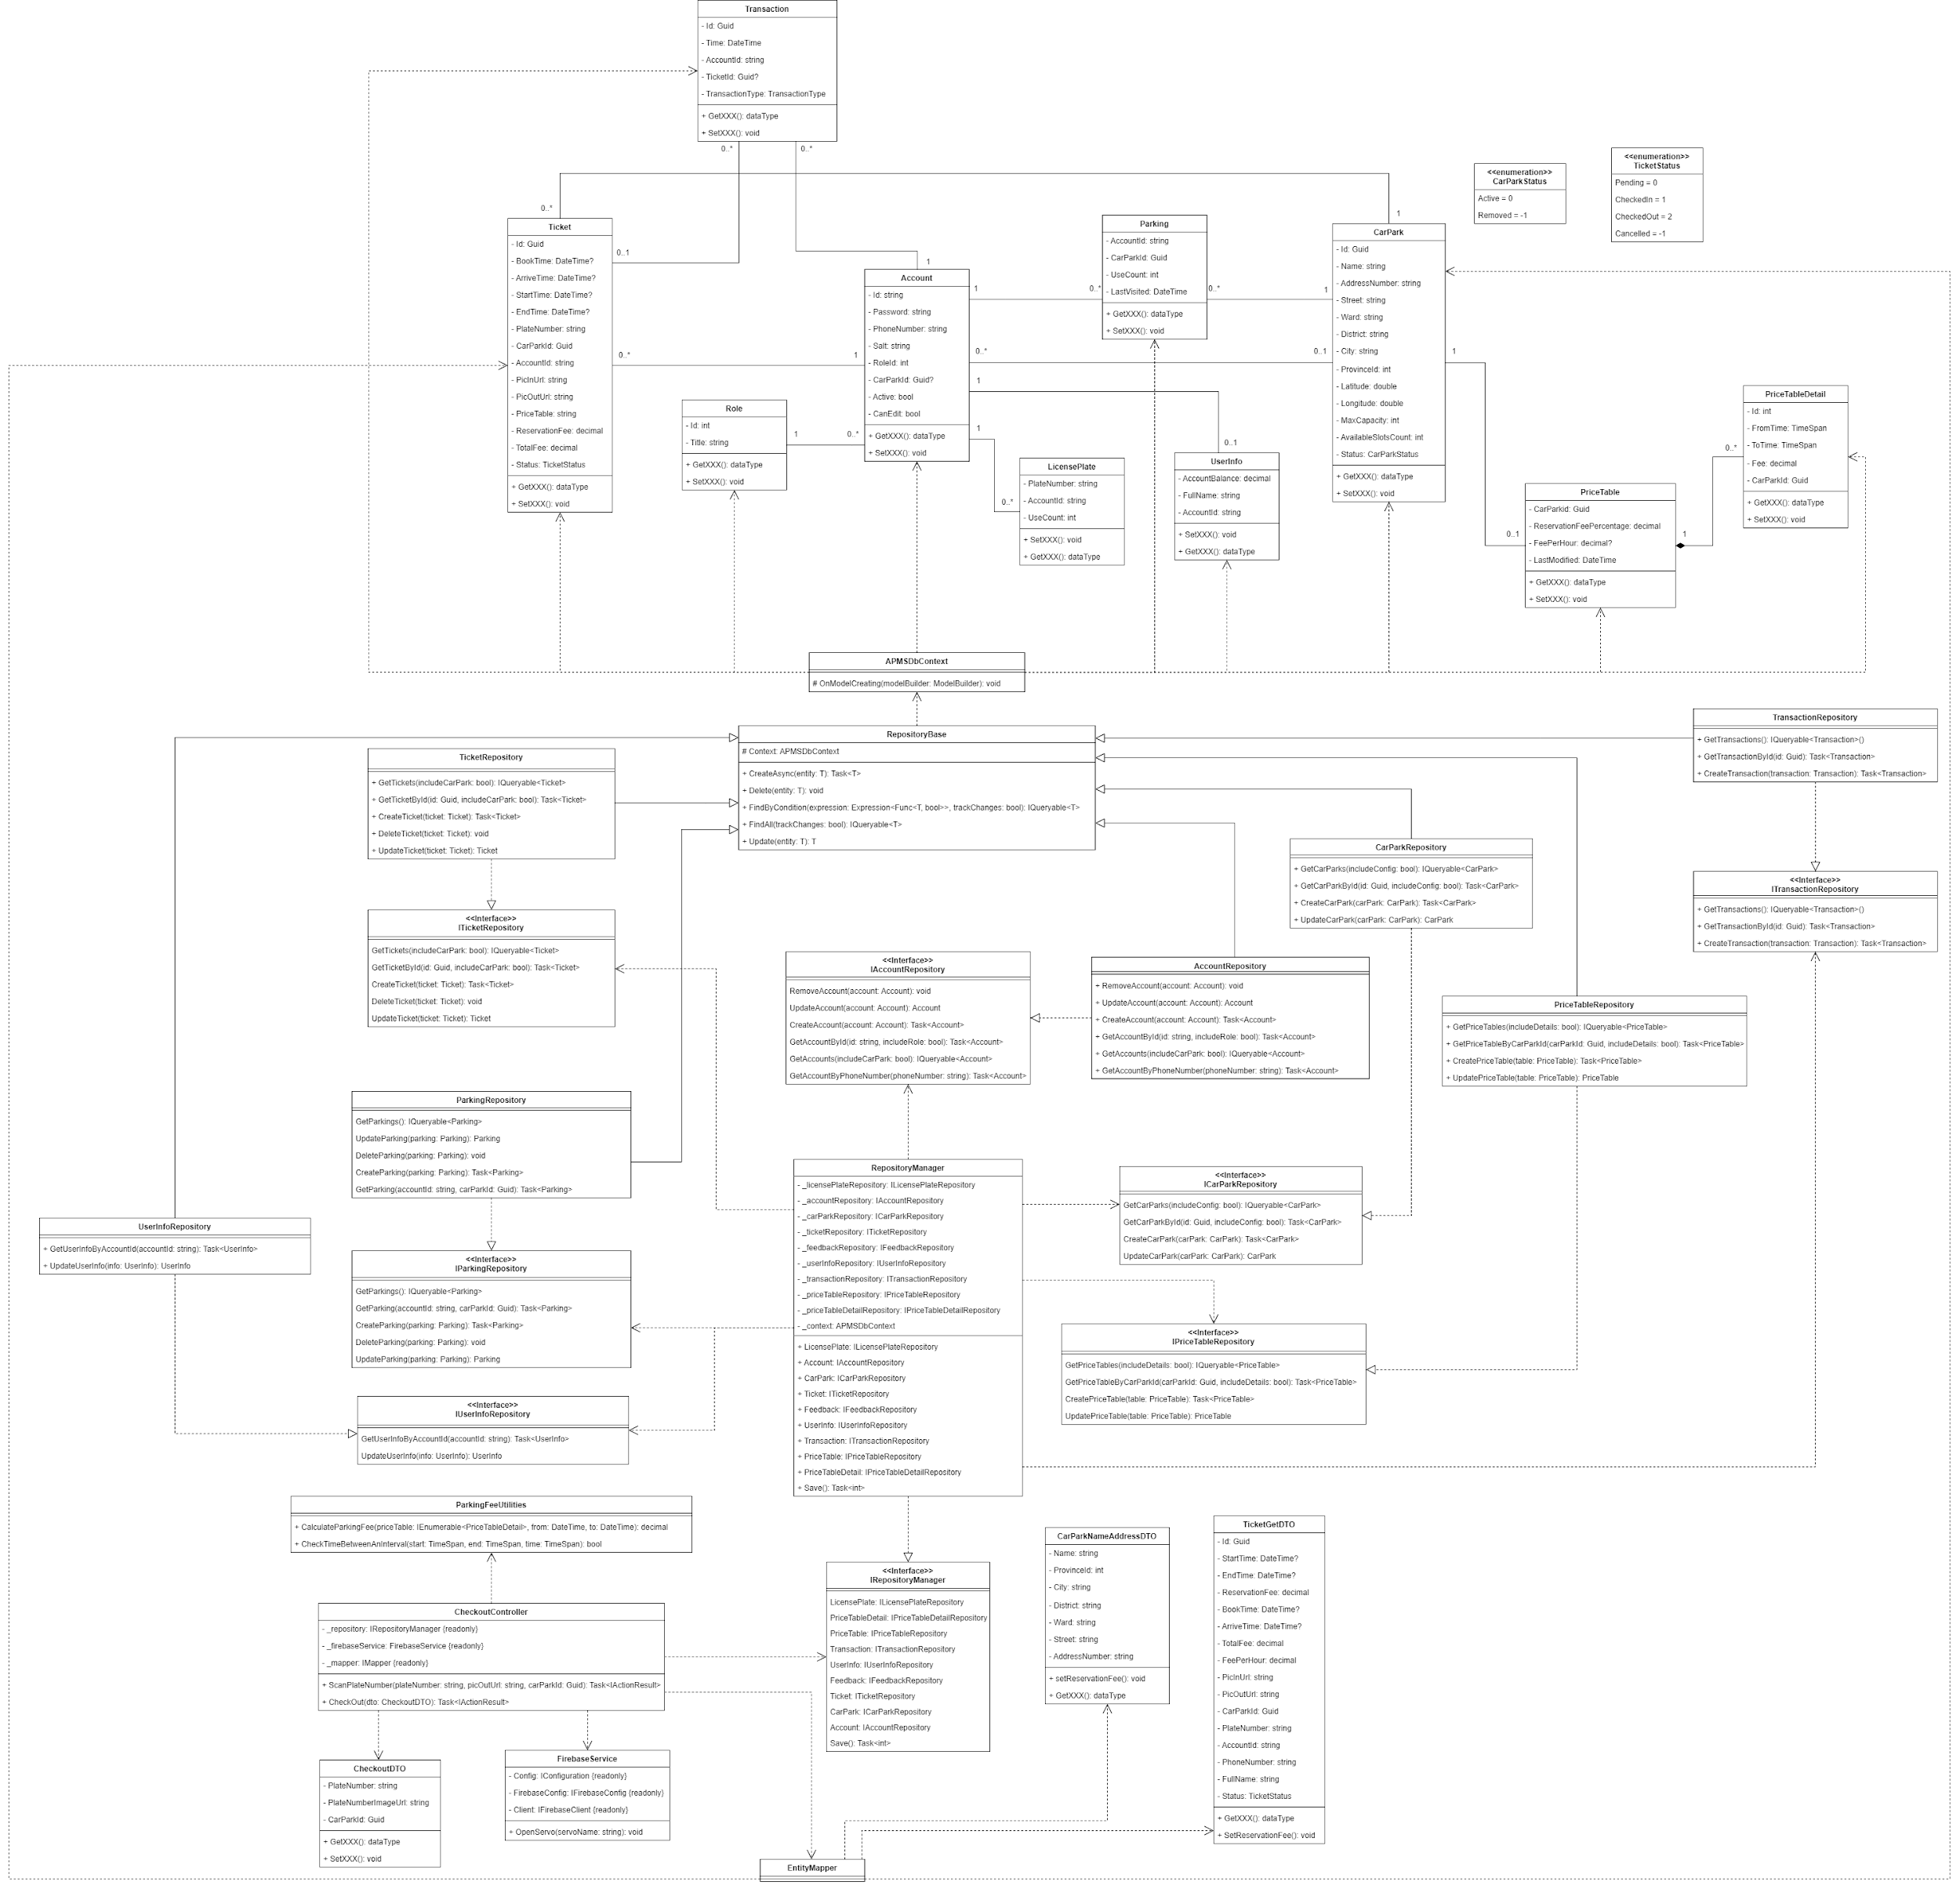 Transaction
- Id: Guid
- Time: DateTime
- AccountId: string
- TicketId: Guid?
- TransactionType: TransactionType
+ GetXXX(): dataType
+ SetXXX(): void
0..*
0..*
<<enumeration>>
CarParkStatus
Active = 0
Removed = -1
<<enumeration>>
TicketStatus
Pending = 0
CheckedIn = 1
CheckedOut = 2
Cancelled = -1
0..*
1
Ticket
- Id: Guid
- BookTime: DateTime?
- ArriveTime: DateTime?
- StartTime: DateTime?
- EndTime: DateTime?
- PlateNumber: string
- CarParkId: Guid
- AccountId: string
- PicInUrl: string
- PicOutUrl: string
- PriceTable: string
- ReservationFee: decimal
- TotalFee: decimal
- Status: TicketStatus
+ GetXXX(): dataType
+ SetXXX(): void
0..1
0..*
1
1
Account
- Id: string
- Password: string
- PhoneNumber: string
- Salt: string
- RoleId: int
- CarParkId: Guid?
- Active: bool
- CanEdit: bool
+ GetXXX(): dataType
+ SetXXX(): void
1
0..*
0..*
1
0..*
0..1
1
0..1
1
0..*
Parking
- AccountId: string
- CarParkId: Guid
- UseCount: int
- LastVisited: DateTime
+ GetXXX(): dataType
+ SetXXX(): void
CarPark
- Id: Guid
- Name: string
- AddressNumber: string
- Street: string
- Ward: string
- District: string
- City: string
- ProvinceId: int
- Latitude: double
- Longitude: double
- MaxCapacity: int
- AvailableSlotsCount: int
- Status: CarParkStatus
+ GetXXX(): dataType
+ SetXXX(): void
1
0..1
Role
- Id: int
- Title: string
+ GetXXX(): dataType
+ SetXXX(): void
1
0..*
LicensePlate
- PlateNumber: string
- AccountId: string
- UseCount: int
+ SetXXX(): void
+ GetXXX(): dataType
UserInfo
- AccountBalance: decimal
- FullName: string
- AccountId: string
+ SetXXX(): void
+ GetXXX(): dataType
PriceTable
- CarParkid: Guid
- ReservationFeePercentage: decimal
- FeePerHour: decimal?
- LastModified: DateTime
+ GetXXX(): dataType
+ SetXXX(): void
1
0..*
PriceTableDetail
- Id: int
- FromTime: TimeSpan
- ToTime: TimeSpan
- Fee: decimal
- CarParkId: Guid
+ GetXXX(): dataType
+ SetXXX(): void
APMSDbContext
# OnModelCreating(modelBuilder: ModelBuilder): void
RepositoryBase
# Context: APMSDbContext
+ CreateAsync(entity: T): Task<T>
+ Delete(entity: T): void
+ FindByCondition(expression: Expression<Func<T, bool>>, trackChanges: bool): IQueryable<T>
+ FindAll(trackChanges: bool): IQueryable<T>
+ Update(entity: T): T
TicketRepository
+ GetTickets(includeCarPark: bool): IQueryable<Ticket>
+ GetTicketById(id: Guid, includeCarPark: bool): Task<Ticket>
+ CreateTicket(ticket: Ticket): Task<Ticket>
+ DeleteTicket(ticket: Ticket): void
+ UpdateTicket(ticket: Ticket): Ticket
TransactionRepository
+ GetTransactions(): IQueryable<Transaction>()
+ GetTransactionById(id: Guid): Task<Transaction>
+ CreateTransaction(transaction: Transaction): Task<Transaction>
CarParkRepository
+ GetCarParks(includeConfig: bool): IQueryable<CarPark>
+ GetCarParkById(id: Guid, includeConfig: bool): Task<CarPark>
+ CreateCarPark(carPark: CarPark): Task<CarPark>
+ UpdateCarPark(carPark: CarPark): CarPark
<<Interface>>
ITransactionRepository
+ GetTransactions(): IQueryable<Transaction>()
+ GetTransactionById(id: Guid): Task<Transaction>
+ CreateTransaction(transaction: Transaction): Task<Transaction>
<<Interface>>
ITicketRepository
GetTickets(includeCarPark: bool): IQueryable<Ticket>
GetTicketById(id: Guid, includeCarPark: bool): Task<Ticket>
CreateTicket(ticket: Ticket): Task<Ticket>
DeleteTicket(ticket: Ticket): void
UpdateTicket(ticket: Ticket): Ticket
<<Interface>>
IAccountRepository
RemoveAccount(account: Account): void
UpdateAccount(account: Account): Account
CreateAccount(account: Account): Task<Account>
GetAccountById(id: string, includeRole: bool): Task<Account>
GetAccounts(includeCarPark: bool): IQueryable<Account>
GetAccountByPhoneNumber(phoneNumber: string): Task<Account>
AccountRepository
+ RemoveAccount(account: Account): void
+ UpdateAccount(account: Account): Account
+ CreateAccount(account: Account): Task<Account>
+ GetAccountById(id: string, includeRole: bool): Task<Account>
+ GetAccounts(includeCarPark: bool): IQueryable<Account>
+ GetAccountByPhoneNumber(phoneNumber: string): Task<Account>
PriceTableRepository
+ GetPriceTables(includeDetails: bool): IQueryable<PriceTable>
+ GetPriceTableByCarParkId(carParkId: Guid, includeDetails: bool): Task<PriceTable>
+ CreatePriceTable(table: PriceTable): Task<PriceTable>
+ UpdatePriceTable(table: PriceTable): PriceTable
ParkingRepository
GetParkings(): IQueryable<Parking>
UpdateParking(parking: Parking): Parking
DeleteParking(parking: Parking): void
CreateParking(parking: Parking): Task<Parking>
GetParking(accountId: string, carParkId: Guid): Task<Parking>
UserInfoRepository
+ GetUserInfoByAccountId(accountId: string): Task<UserInfo>
+ UpdateUserInfo(info: UserInfo): UserInfo
<<Interface>>
IParkingRepository
GetParkings(): IQueryable<Parking>
GetParking(accountId: string, carParkId: Guid): Task<Parking>
CreateParking(parking: Parking): Task<Parking>
DeleteParking(parking: Parking): void
UpdateParking(parking: Parking): Parking
<<Interface>>
IUserInfoRepository
GetUserInfoByAccountId(accountId: string): Task<UserInfo>
UpdateUserInfo(info: UserInfo): UserInfo
RepositoryManager
- _licensePlateRepository: ILicensePlateRepository
- _accountRepository: IAccountRepository
- _carParkRepository: ICarParkRepository
- _ticketRepository: ITicketRepository
- _feedbackRepository: IFeedbackRepository
- _userInfoRepository: IUserInfoRepository
- _transactionRepository: ITransactionRepository
- _priceTableRepository: IPriceTableRepository
- _priceTableDetailRepository: IPriceTableDetailRepository
- _context: APMSDbContext
+ LicensePlate: ILicensePlateRepository
+ Account: IAccountRepository
+ CarPark: ICarParkRepository
+ Ticket: ITicketRepository
+ Feedback: IFeedbackRepository
+ UserInfo: IUserInfoRepository
+ Transaction: ITransactionRepository
+ PriceTable: IPriceTableRepository
+ PriceTableDetail: IPriceTableDetailRepository
+ Save(): Task<int>
<<Interface>>
ICarParkRepository
GetCarParks(includeConfig: bool): IQueryable<CarPark>
GetCarParkById(id: Guid, includeConfig: bool): Task<CarPark>
CreateCarPark(carPark: CarPark): Task<CarPark>
UpdateCarPark(carPark: CarPark): CarPark
<<Interface>>
IPriceTableRepository
GetPriceTables(includeDetails: bool): IQueryable<PriceTable>
GetPriceTableByCarParkId(carParkId: Guid, includeDetails: bool): Task<PriceTable>
CreatePriceTable(table: PriceTable): Task<PriceTable>
UpdatePriceTable(table: PriceTable): PriceTable
ParkingFeeUtilities
+ CalculateParkingFee(priceTable: IEnumerable<PriceTableDetail>, from: DateTime, to: DateTime): decimal
+ CheckTimeBetweenAnInterval(start: TimeSpan, end: TimeSpan, time: TimeSpan): bool
CheckoutController
- _repository: IRepositoryManager {readonly}
- _firebaseService: FirebaseService {readonly}
- _mapper: IMapper {readonly}
+ ScanPlateNumber(plateNumber: string, picOutUrl: string, carParkId: Guid): Task<IActionResult>
+ CheckOut(dto: CheckoutDTO): Task<IActionResult>
<<Interface>>
IRepositoryManager
LicensePlate: ILicensePlateRepository
PriceTableDetail: IPriceTableDetailRepository
PriceTable: IPriceTableRepository
Transaction: ITransactionRepository
UserInfo: IUserInfoRepository
Feedback: IFeedbackRepository
Ticket: ITicketRepository
CarPark: ICarParkRepository
Account: IAccountRepository
Save(): Task<int>
CarParkNameAddressDTO
- Name: string
- ProvinceId: int
- City: string
- District: string
- Ward: string
- Street: string
- AddressNumber: string
+ setReservationFee(): void
+ GetXXX(): dataType
TicketGetDTO
- Id: Guid
- StartTime: DateTime?
- EndTime: DateTime?
- ReservationFee: decimal
- BookTime: DateTime?
- ArriveTime: DateTime?
- TotalFee: decimal
- FeePerHour: decimal
- PicInUrl: string
- PicOutUrl: string
- CarParkId: Guid
- PlateNumber: string
- AccountId: string
- PhoneNumber: string
- FullName: string
- Status: TicketStatus
+ GetXXX(): dataType
+ SetReservationFee(): void
CheckoutDTO
- PlateNumber: string
- PlateNumberImageUrl: string
- CarParkId: Guid
+ GetXXX(): dataType
+ SetXXX(): void
FirebaseService
- Config: IConfiguration {readonly}
- FirebaseConfig: IFirebaseConfig {readonly}
- Client: IFirebaseClient {readonly}
+ OpenServo(servoName: string): void
EntityMapper